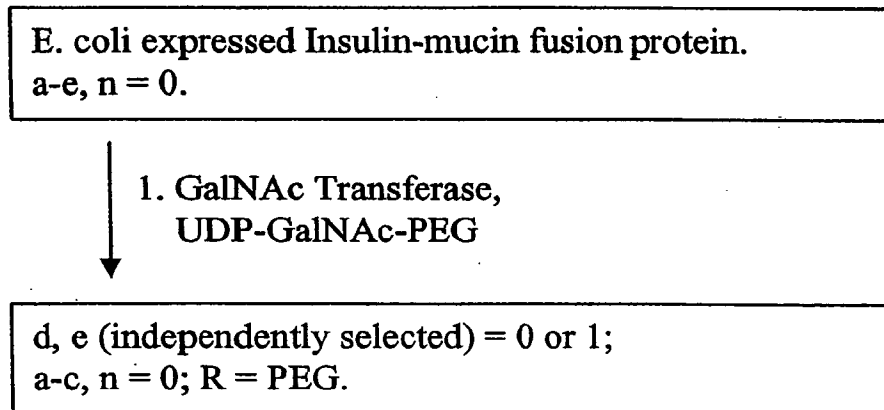 E. coli expressed Insulin-mucin fusion protein.
a-e, n = 0.
1. GalNAc Transferase,
UDP-GalNAc-PEG
d, e (independently selected) = 0 or 1;
a-c, n = 0; R = PEG.